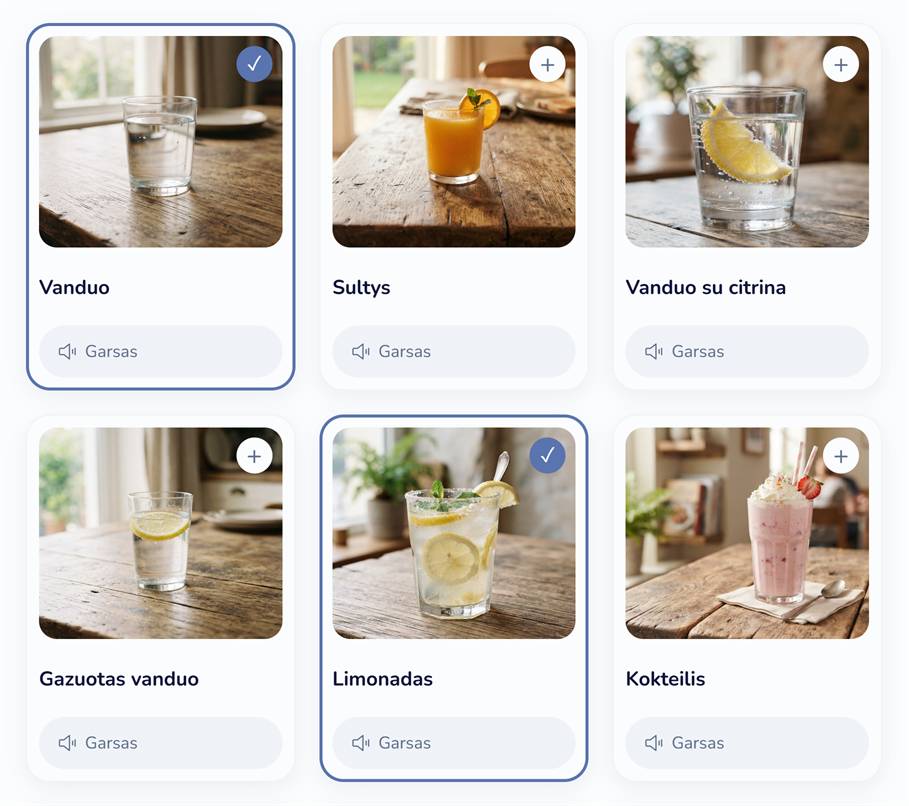 Vanduo
Sultys
Vanduo su citrina
Garsas
Garsas
Garsas
Gazuotas vanduo
Limonadas
Kokteilis
Garsas
Garsas
Garsas